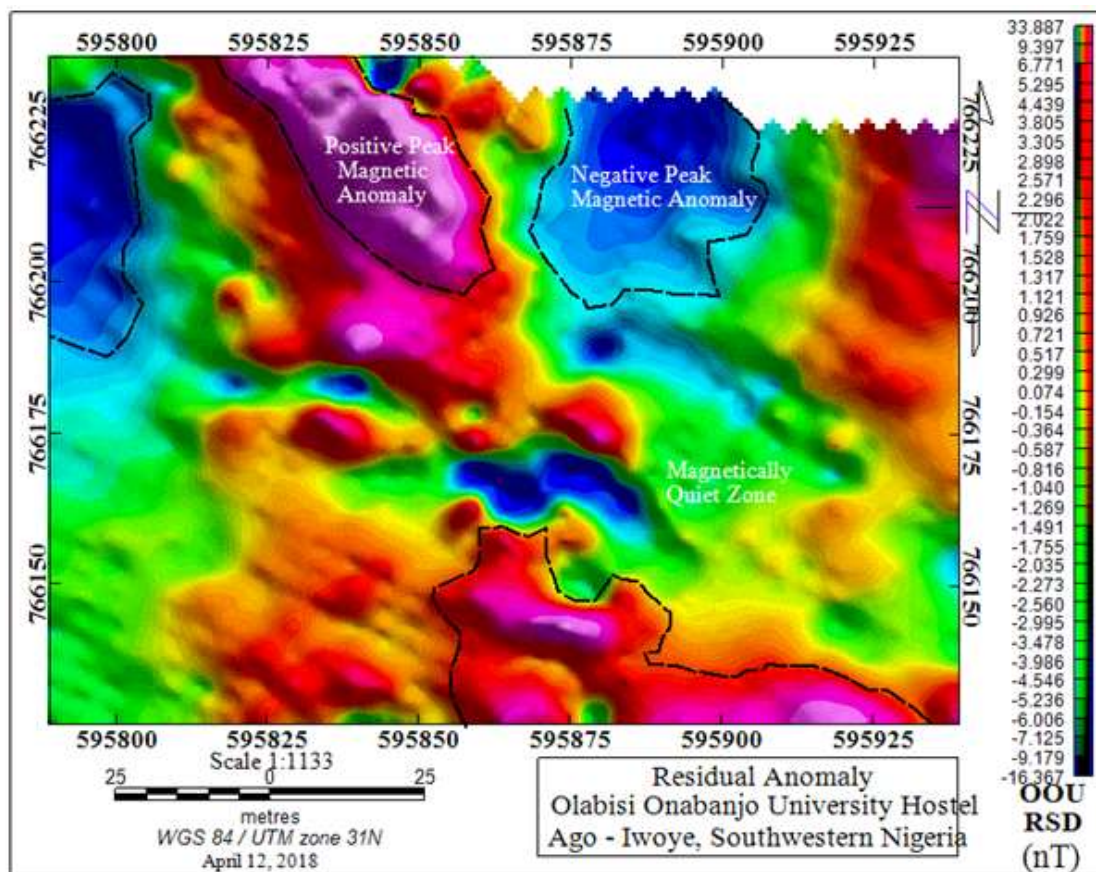 595800 595825 595850 595875 595900 595925
766225
766200
766175
766150
Positive Peak
Magnetic
Anomaly
Negative Peak
Magnetic Anomaly
Magnetically
Quiet Zone
766225
N
766200
766175
766150
33.887
9.397
6.771
5.295
4.439
3.805
3.305
2.898
2.571
2.296
2.022
1.759
1.528
1.317
1.121
0.926
0.721
0.517
0.299
0.074
-0.154
-0.364
-0.587
-0.816
-1.040
-1.269
-1.491
-1.755
-2.035
-2.273
-2.560
-2.995
-3.478
-3.986
-4.546
-5.236
-6.006
-7.125
-9.179
-16.367
OOU
RSD
(nT)
595800 595825 595850 595875 595900 595925
Scale 1:1133
25 0 25
metres
WGS 84 / UTM zone 31N
April 12, 2018
Residual Anomaly
Olabisi Onabanjo University Hostel
Ago - Iwoye, Southwestern Nigeria